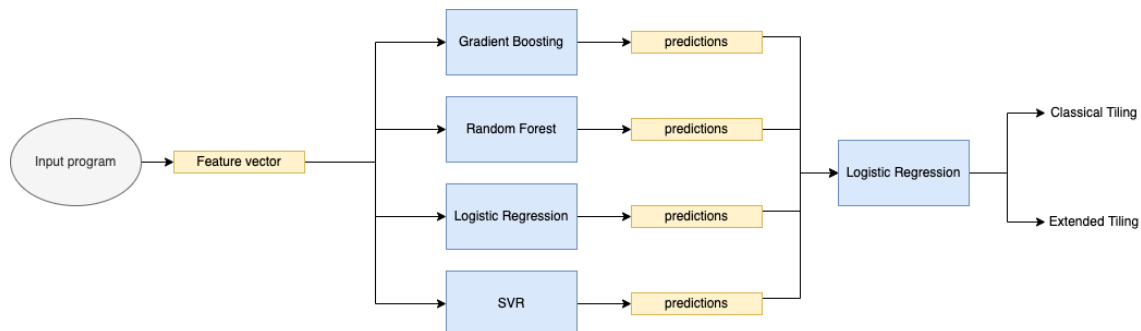 Input program
Feature vector
Gradient Boosting
predictions
Random Forest
predictions
Logistic Regression
predictions
SVR
predictions
Logistic Regression
Classical Tiling
Extended Tiling